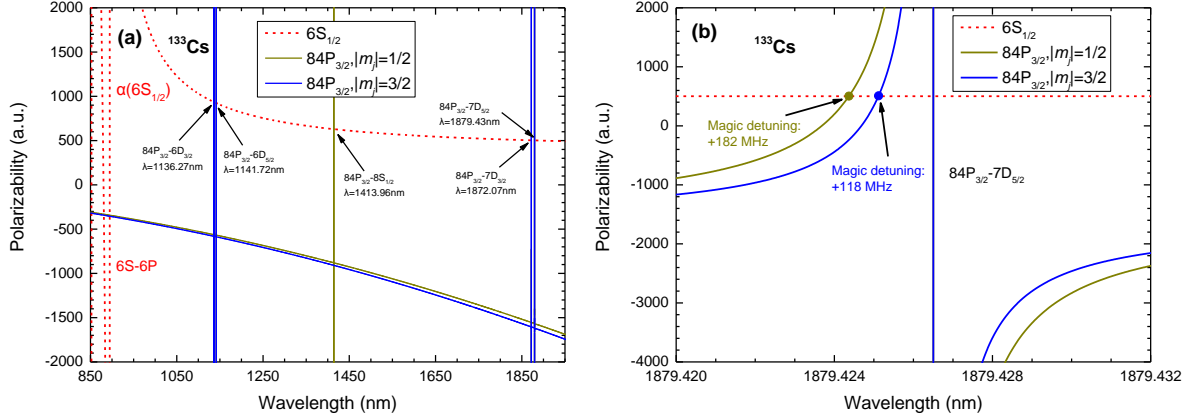 (a)
¹³³Cs
6S₁/₂
84P₃/₂,|mⱼ|=1/2
84P₃/₂,|mⱼ|=3/2
α(6S₁/₂)
84P₃/₂-6D₃/₂
λ=1136.27nm
84P₃/₂-6D₅/₂
λ=1141.72nm
84P₃/₂-8S₁/₂
λ=1413.96nm
84P₃/₂-7D₅/₂
λ=1879.43nm
84P₃/₂-7D₃/₂
λ=1872.07nm
6S-6P
Polarizability (a.u.)
2000
1500
1000
500
0
-500
-1000
-1500
-2000
850 1050 1250 1450 1650 1850
Wavelength (nm)
(b)
¹³³Cs
6S₁/₂
84P₃/₂,|mⱼ|=1/2
84P₃/₂,|mⱼ|=3/2
Magic detuning:
+182 MHz
Magic detuning:
+118 MHz
84P₃/₂-7D₅/₂
Polarizability (a.u.)
2000
1000
0
-1000
-2000
-3000
-4000
1879.420 1879.424 1879.428 1879.432
Wavelength (nm)